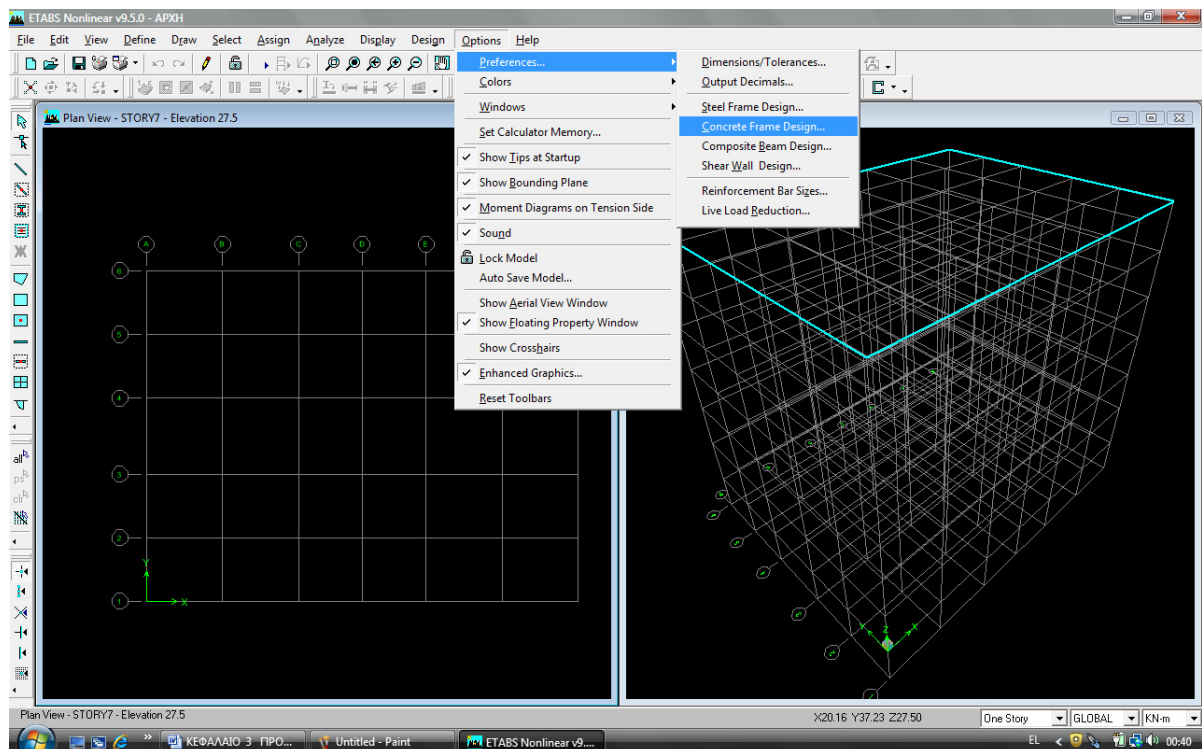 ETABS Nonlinear v9.5.0 - APXH
File Edit View Define Draw Select Assign Analyze Display Design Options Help
Plan View - STORY7 - Elevation 27.5
Preferences...
Colors
Windows
Set Calculator Memory...
Show Tips at Startup
Show Bounding Plane
Moment Diagrams on Tension Side
Sound
Lock Model
Auto Save Model...
Show Aerial View Window
Show Floating Property Window
Show Crosshairs
Enhanced Graphics...
Reset Toolbars
Dimensions/Tolerances...
Output Decimals...
Steel Frame Design...
Concrete Frame Design...
Composite Beam Design...
Shear Wall Design...
Reinforcement Bar Sizes...
Live Load Reduction...
A B C D E
6
5
4
3
2
1
Y
X
Y Z X
all
ps
clr
Plan View - STORY7 - Elevation 27.5
X20.16 Y37.23 Z27.50
One Story
GLOBAL
KN-m
ΚΕΦΑΛΑΙΟ 3 ΠΡΟ...
Untitled - Paint
ETABS Nonlinear v9....
EL
00:40